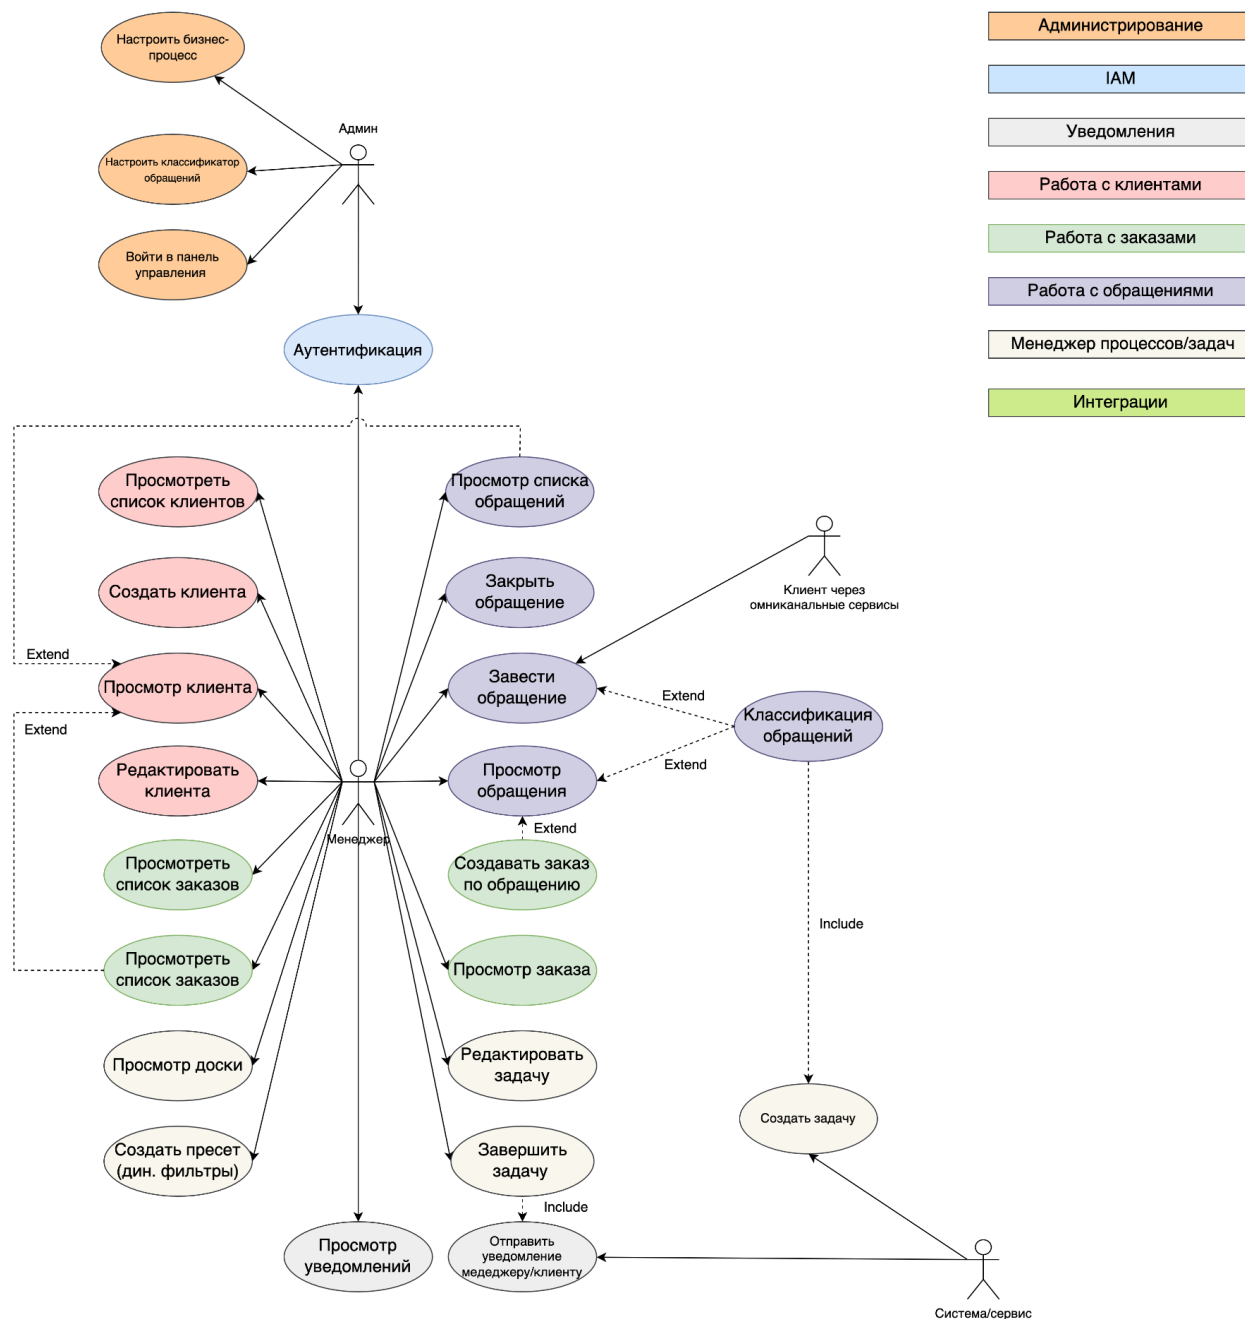 Настроить бизнес-
процесс
Админ
Настроить классификатор
обращений
Войти в панель
управления
Аутентификация
Администрирование
IAM
Уведомления
Работа с клиентами
Работа с заказами
Работа с обращениями
Менеджер процессов/задач
Интеграции
Просмотреть
список клиентов
Просмотр списка
обращений
Создать клиента
Закрыть
обращение
Клиент через
омниканальные сервисы
Extend
Просмотр клиента
Завести
обращение
Extend
Классификация
обращений
Extend
Extend
Редактировать
клиента
Просмотр
обращения
Менеджер
Extend
Просмотреть
список заказов
Создавать заказ
по обращению
Include
Просмотреть
список заказов
Просмотр заказа
Просмотр доски
Редактировать
задачу
Создать задачу
Создать пресет
(дин. фильтры)
Завершить
задачу
Include
Просмотр
уведомлений
Отправить
уведомление
медеджеру/клиенту
Система/сервис